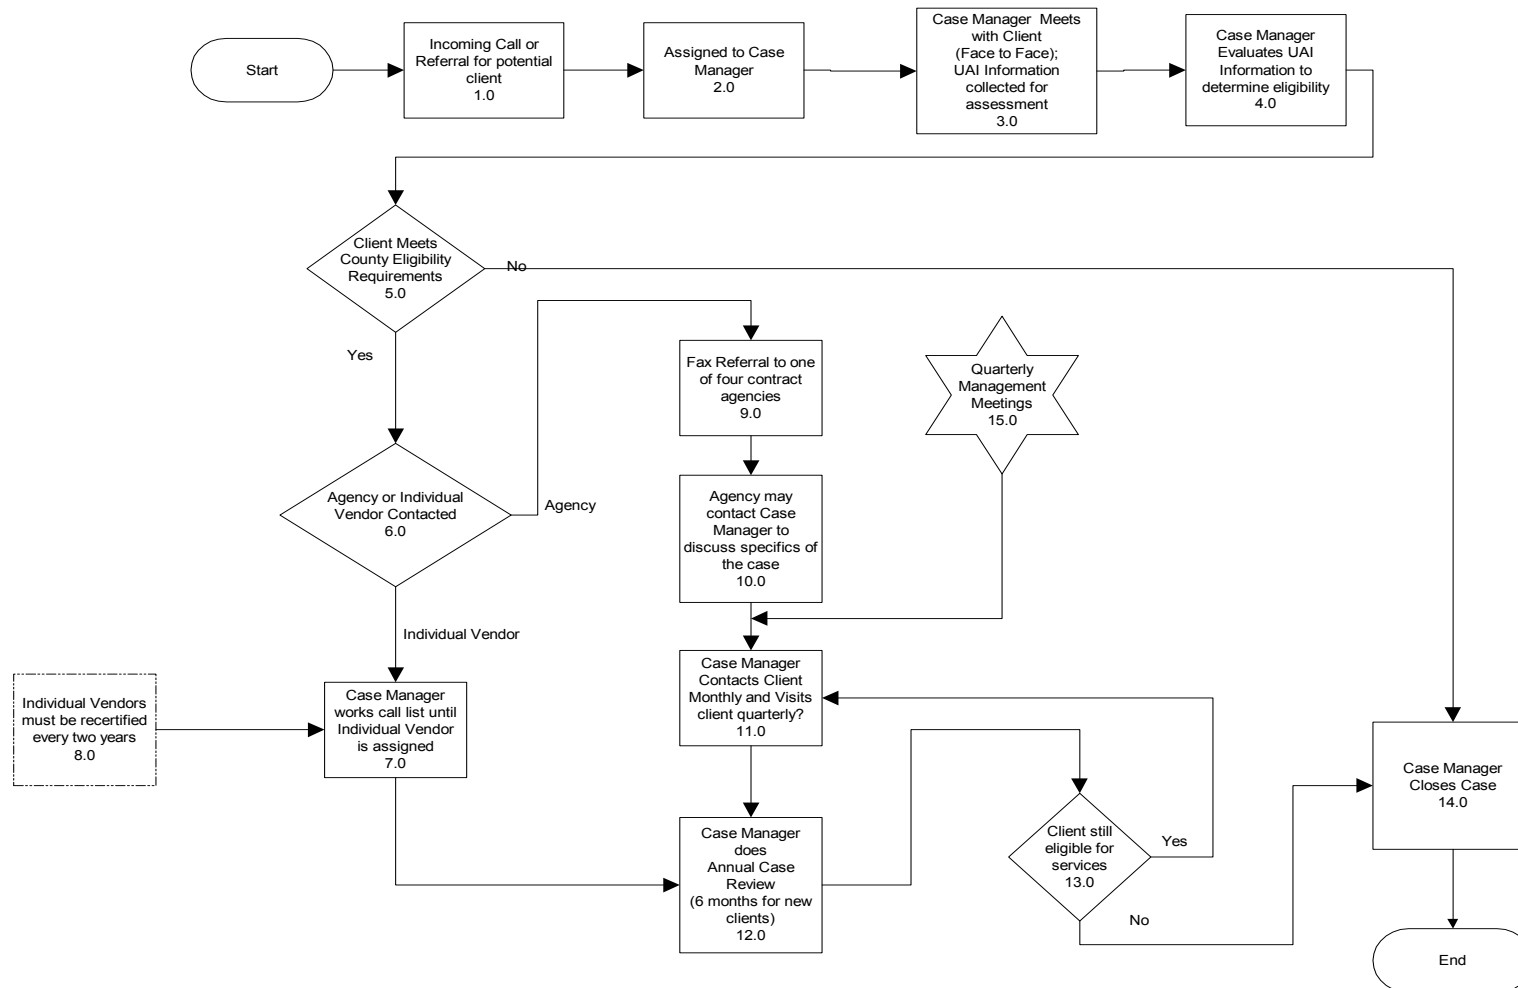 Start
Incoming Call or
Referral for potential
client
1.0
Assigned to Case
Manager
2.0
Case Manager Meets
with Client
(Face to Face);
UAI Information
collected for
assessment
3.0
Case Manager
Evaluates UAI
Information to
determine eligibility
4.0
Client Meets
County Eligibility
Requirements
5.0
No
Yes
Fax Referral to one
of four contract
agencies
9.0
Quarterly
Management
Meetings
15.0
Agency or Individual
Vendor Contacted
6.0
Agency
Agency may
contact Case
Manager to
discuss specifics of
the case
10.0
Individual Vendor
Individual Vendors
must be recertified
every two years
8.0
Case Manager
works call list until
Individual Vendor
is assigned
7.0
Case Manager
Contacts Client
Monthly and Visits
client quarterly?
11.0
Case Manager
Closes Case
14.0
Case Manager
does
Annual Case
Review
(6 months for new
clients)
12.0
Client still
eligible for
services
13.0
Yes
No
End